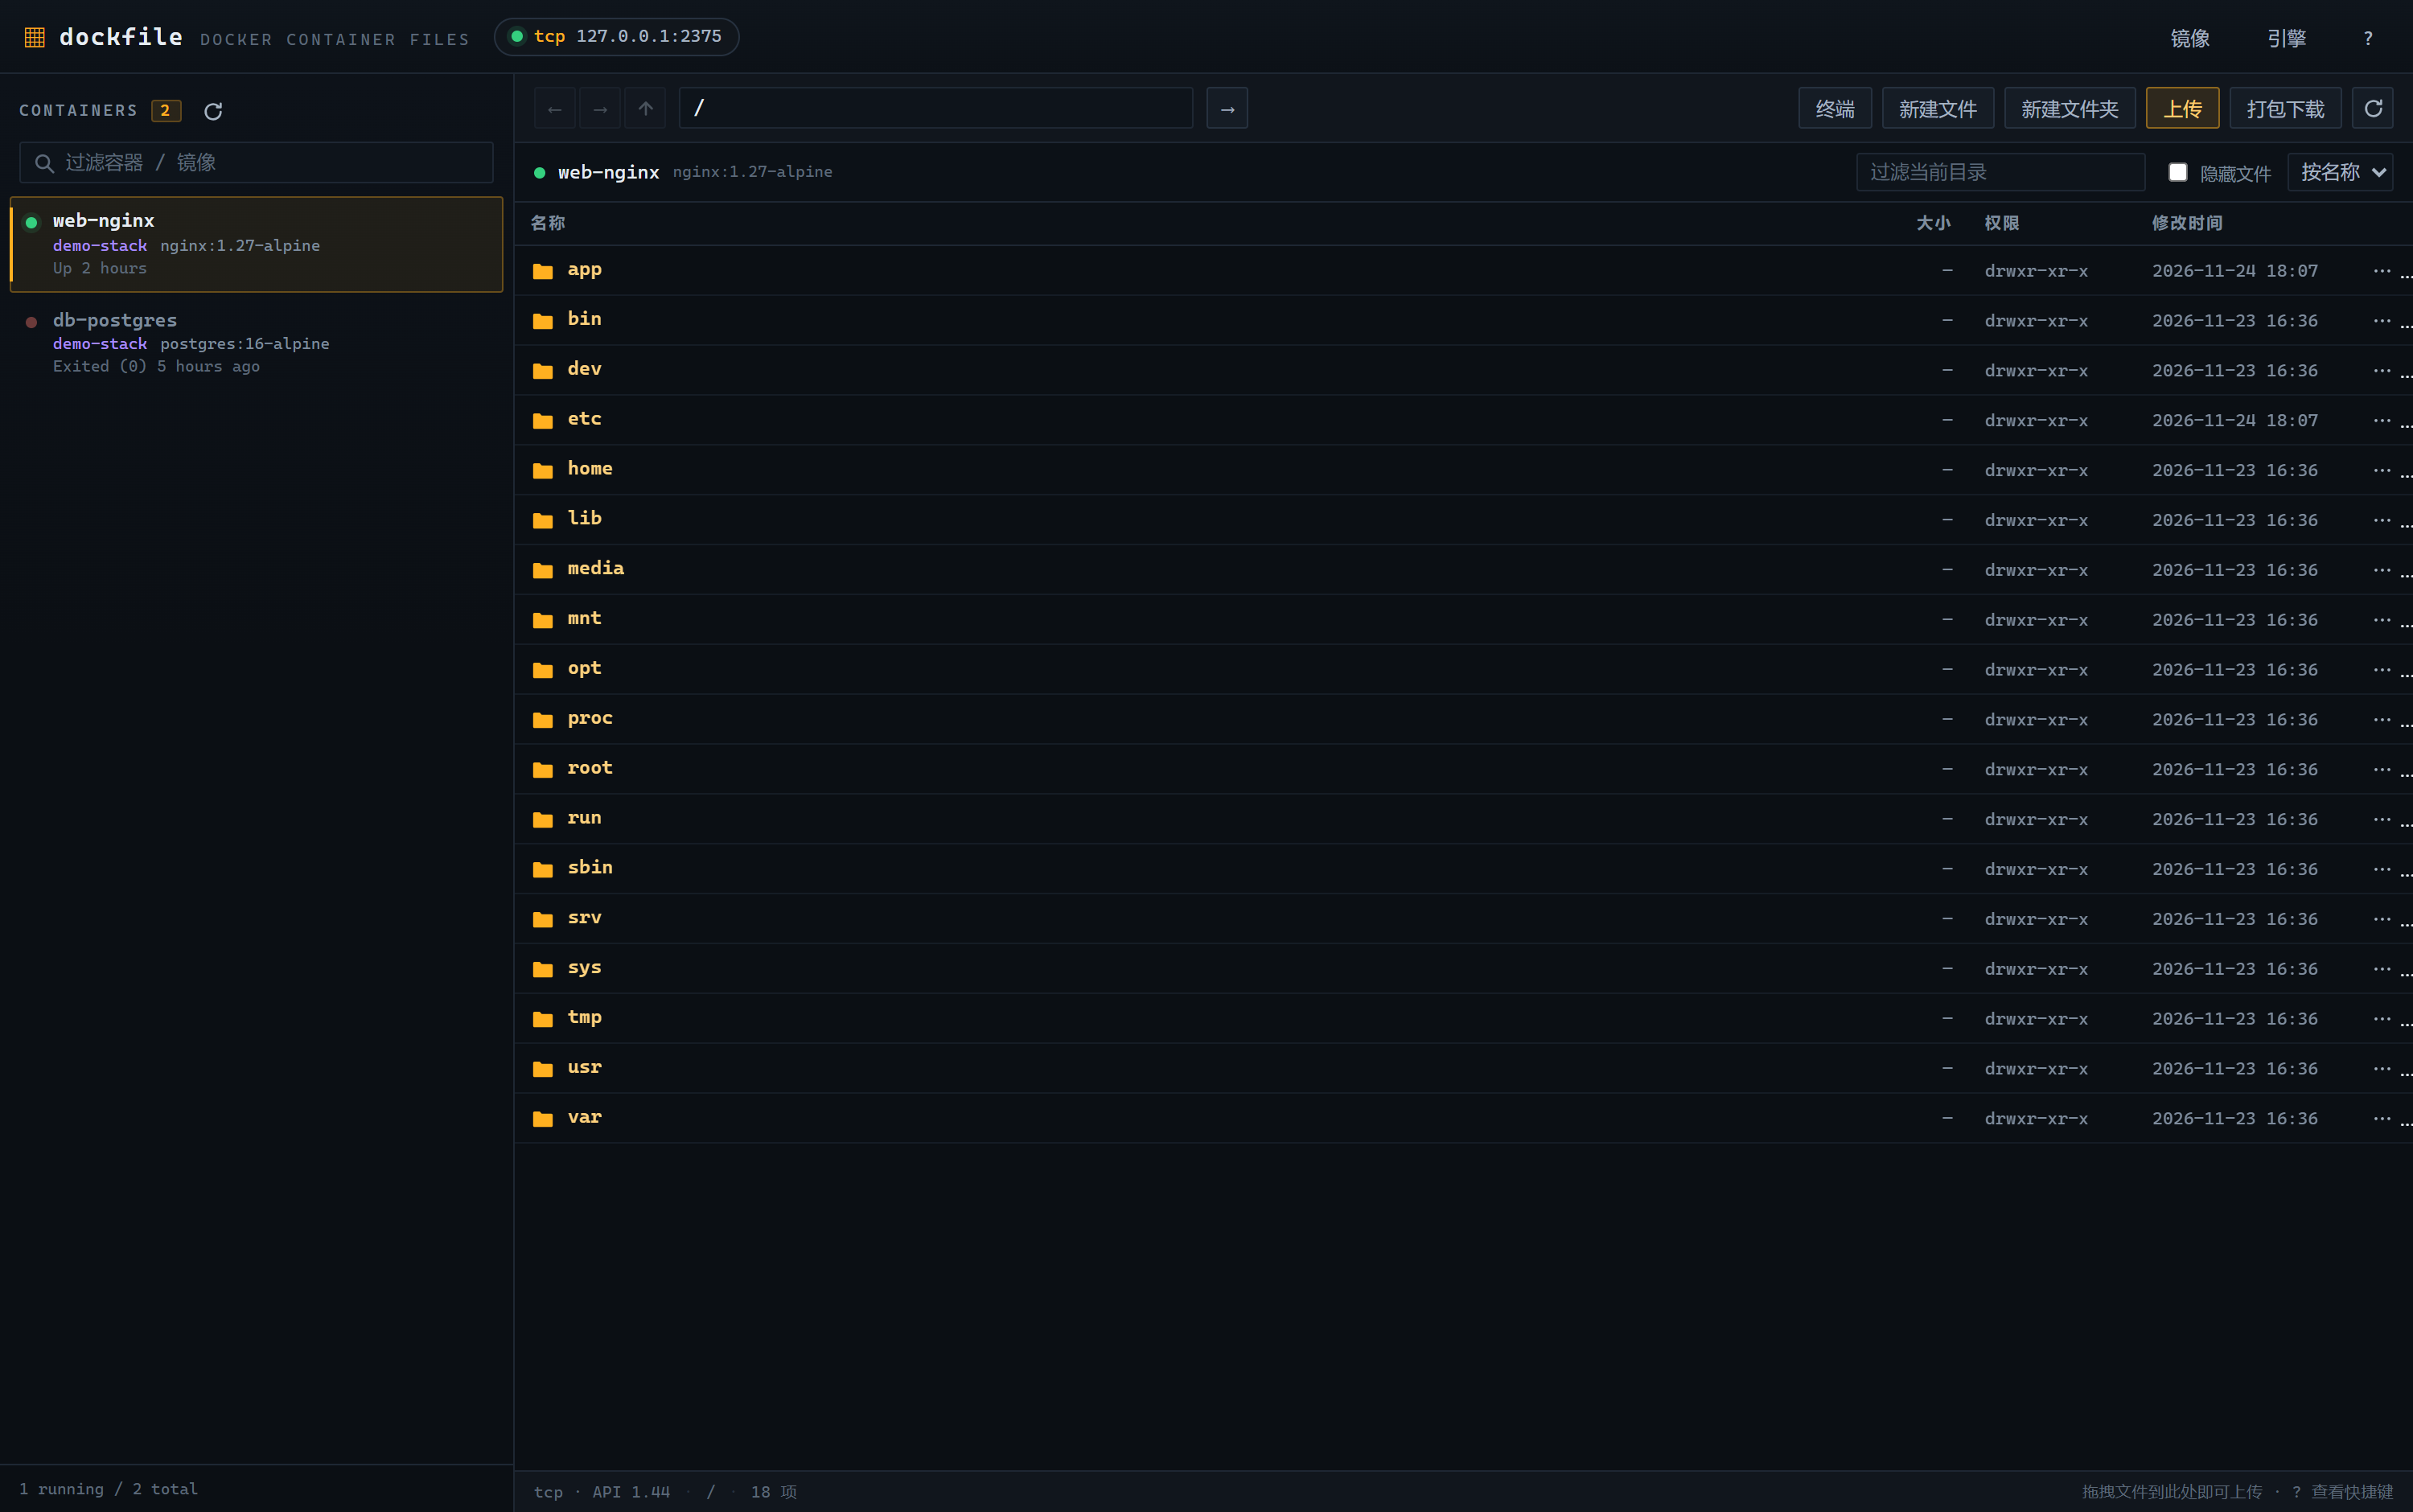 dockfile DOCKER CONTAINER FILES tcp 127.0.0.1:2375 镜像 引擎 ?
CONTAINERS 2
过滤容器 / 镜像
web-nginx
demo-stack nginx:1.27-alpine
Up 2 hours
db-postgres
demo-stack postgres:16-alpine
Exited (0) 5 hours ago
1 running / 2 total
← → ↑ / → 终端 新建文件 新建文件夹 上传 打包下载
web-nginx nginx:1.27-alpine 过滤当前目录 隐藏文件 按名称
名称 大小 权限 修改时间
app — drwxr-xr-x 2026-11-24 18:07 ··· …
bin — drwxr-xr-x 2026-11-23 16:36 ··· …
dev — drwxr-xr-x 2026-11-23 16:36 ··· …
etc — drwxr-xr-x 2026-11-24 18:07 ··· …
home — drwxr-xr-x 2026-11-23 16:36 ··· …
lib — drwxr-xr-x 2026-11-23 16:36 ··· …
media — drwxr-xr-x 2026-11-23 16:36 ··· …
mnt — drwxr-xr-x 2026-11-23 16:36 ··· …
opt — drwxr-xr-x 2026-11-23 16:36 ··· …
proc — drwxr-xr-x 2026-11-23 16:36 ··· …
root — drwxr-xr-x 2026-11-23 16:36 ··· …
run — drwxr-xr-x 2026-11-23 16:36 ··· …
sbin — drwxr-xr-x 2026-11-23 16:36 ··· …
srv — drwxr-xr-x 2026-11-23 16:36 ··· …
sys — drwxr-xr-x 2026-11-23 16:36 ··· …
tmp — drwxr-xr-x 2026-11-23 16:36 ··· …
usr — drwxr-xr-x 2026-11-23 16:36 ··· …
var — drwxr-xr-x 2026-11-23 16:36 ··· …
tcp · API 1.44 · / · 18 项 拖拽文件到此处即可上传 · ? 查看快捷键